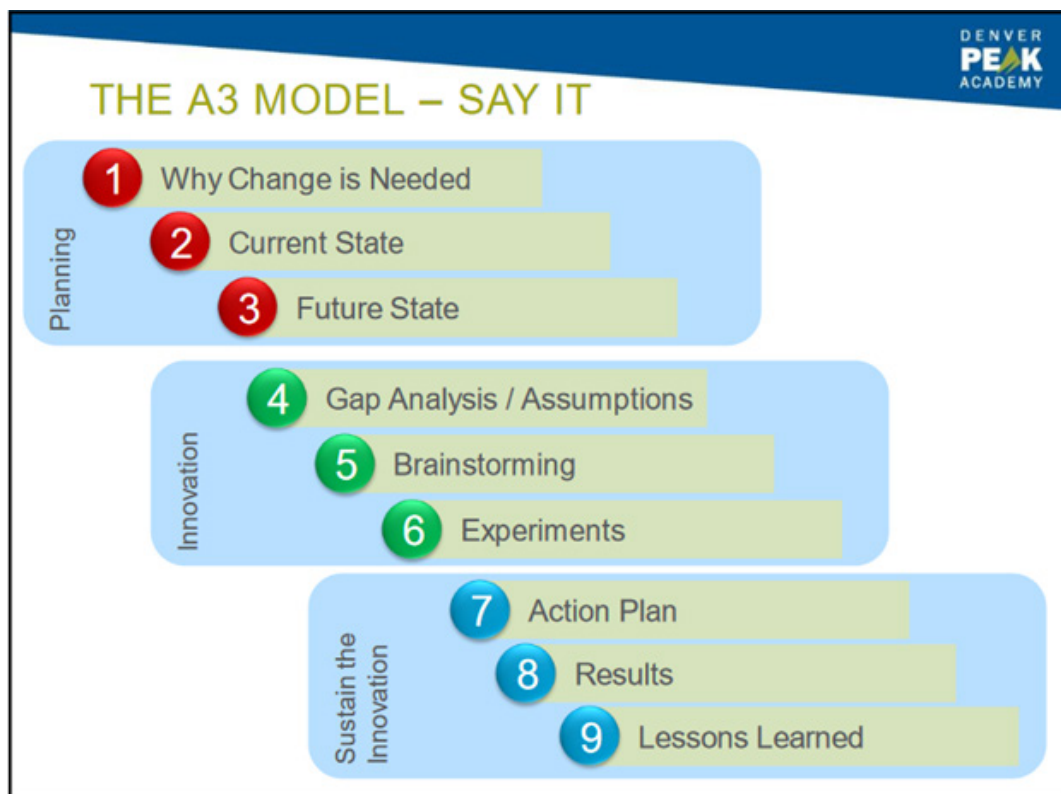 DENVER
PEAK
ACADEMY
THE A3 MODEL – SAY IT
Planning
1 Why Change is Needed
2 Current State
3 Future State
Innovation
4 Gap Analysis / Assumptions
5 Brainstorming
6 Experiments
Sustain the
Innovation
7 Action Plan
8 Results
9 Lessons Learned